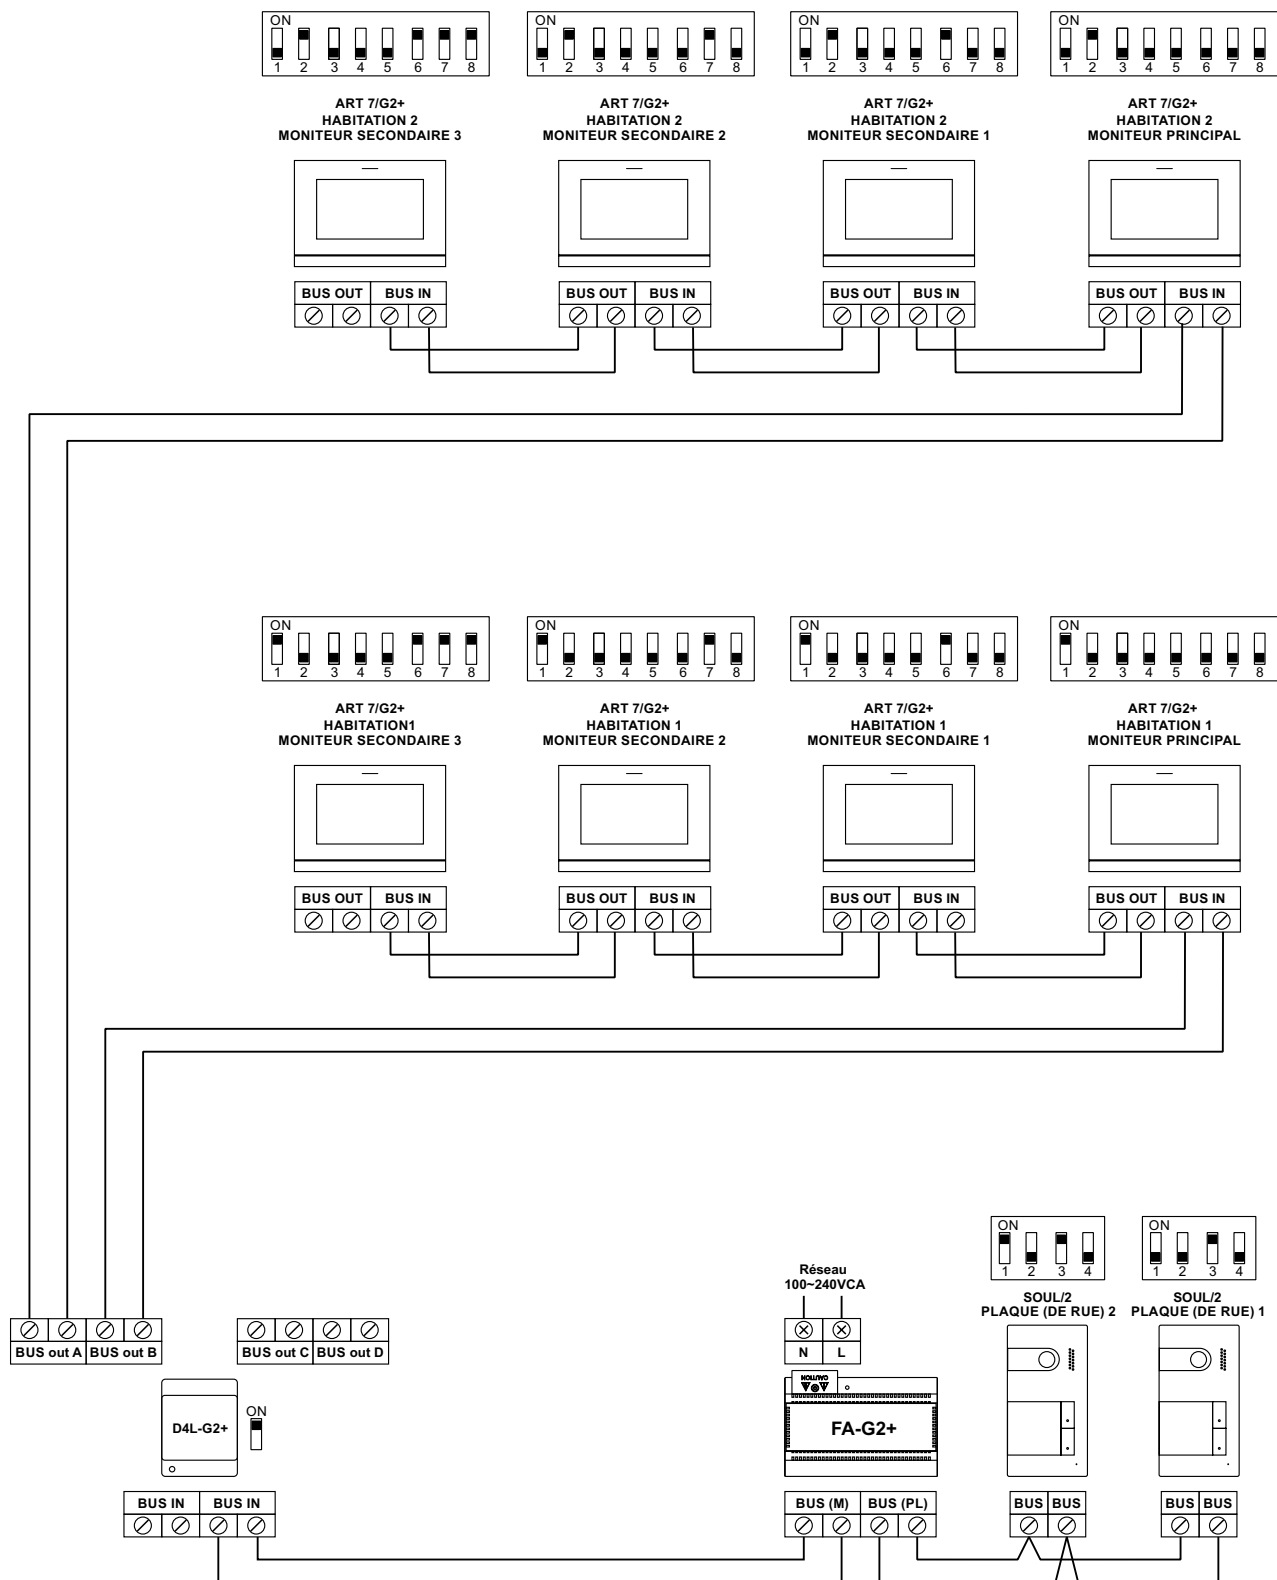 ON ON ON ON
1 2 3 4 5 6 7 8 1 2 3 4 5 6 7 8 1 2 3 4 5 6 7 8 1 2 3 4 5 6 7 8
ART 7/G2+ ART 7/G2+ ART 7/G2+ ART 7/G2+
HABITATION 2 HABITATION 2 HABITATION 2 HABITATION 2
MONITEUR SECONDAIRE 3 MONITEUR SECONDAIRE 2 MONITEUR SECONDAIRE 1 MONITEUR PRINCIPAL
BUS OUT BUS IN BUS OUT BUS IN BUS OUT BUS IN BUS OUT BUS IN
ON ON ON ON
1 2 3 4 5 6 7 8 1 2 3 4 5 6 7 8 1 2 3 4 5 6 7 8 1 2 3 4 5 6 7 8
ART 7/G2+ ART 7/G2+ ART 7/G2+ ART 7/G2+
HABITATION1 HABITATION 1 HABITATION 1 HABITATION 1
MONITEUR SECONDAIRE 3 MONITEUR SECONDAIRE 2 MONITEUR SECONDAIRE 1 MONITEUR PRINCIPAL
BUS OUT BUS IN BUS OUT BUS IN BUS OUT BUS IN BUS OUT BUS IN
ON ON
1 2 3 4 1 2 3 4
Réseau
100~240VCA
SOUL/2 SOUL/2
PLAQUE (DE RUE) 2 PLAQUE (DE RUE) 1
BUS out A BUS out B BUS out C BUS out D N L
CAUTION
ON
D4L-G2+ FA-G2+
BUS IN BUS IN BUS (M) BUS (PL) BUS BUS BUS BUS